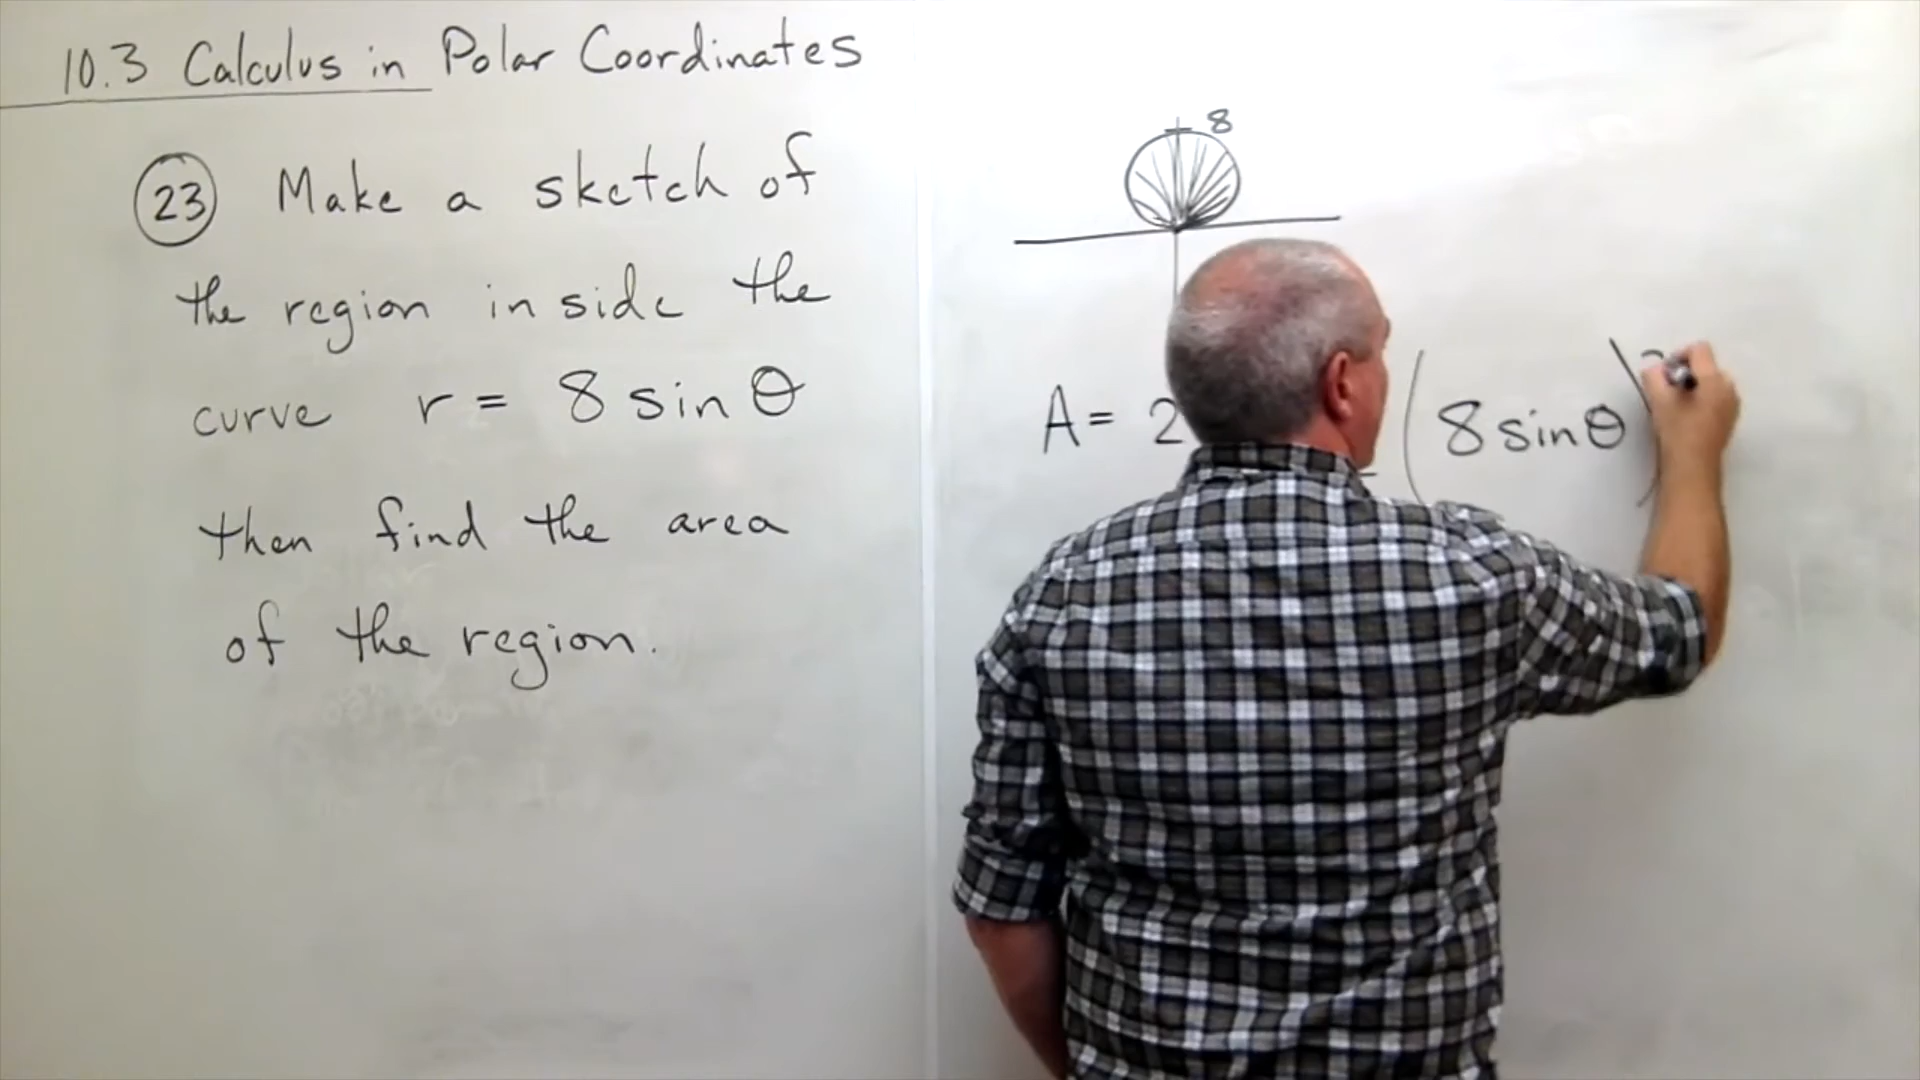 10.3 Calculus in Polar Coordinates
23 Make a sketch of
the region inside the
curve r = 8 sin θ
then find the area
of the region.
8
A = 2 ( 8 sin θ )